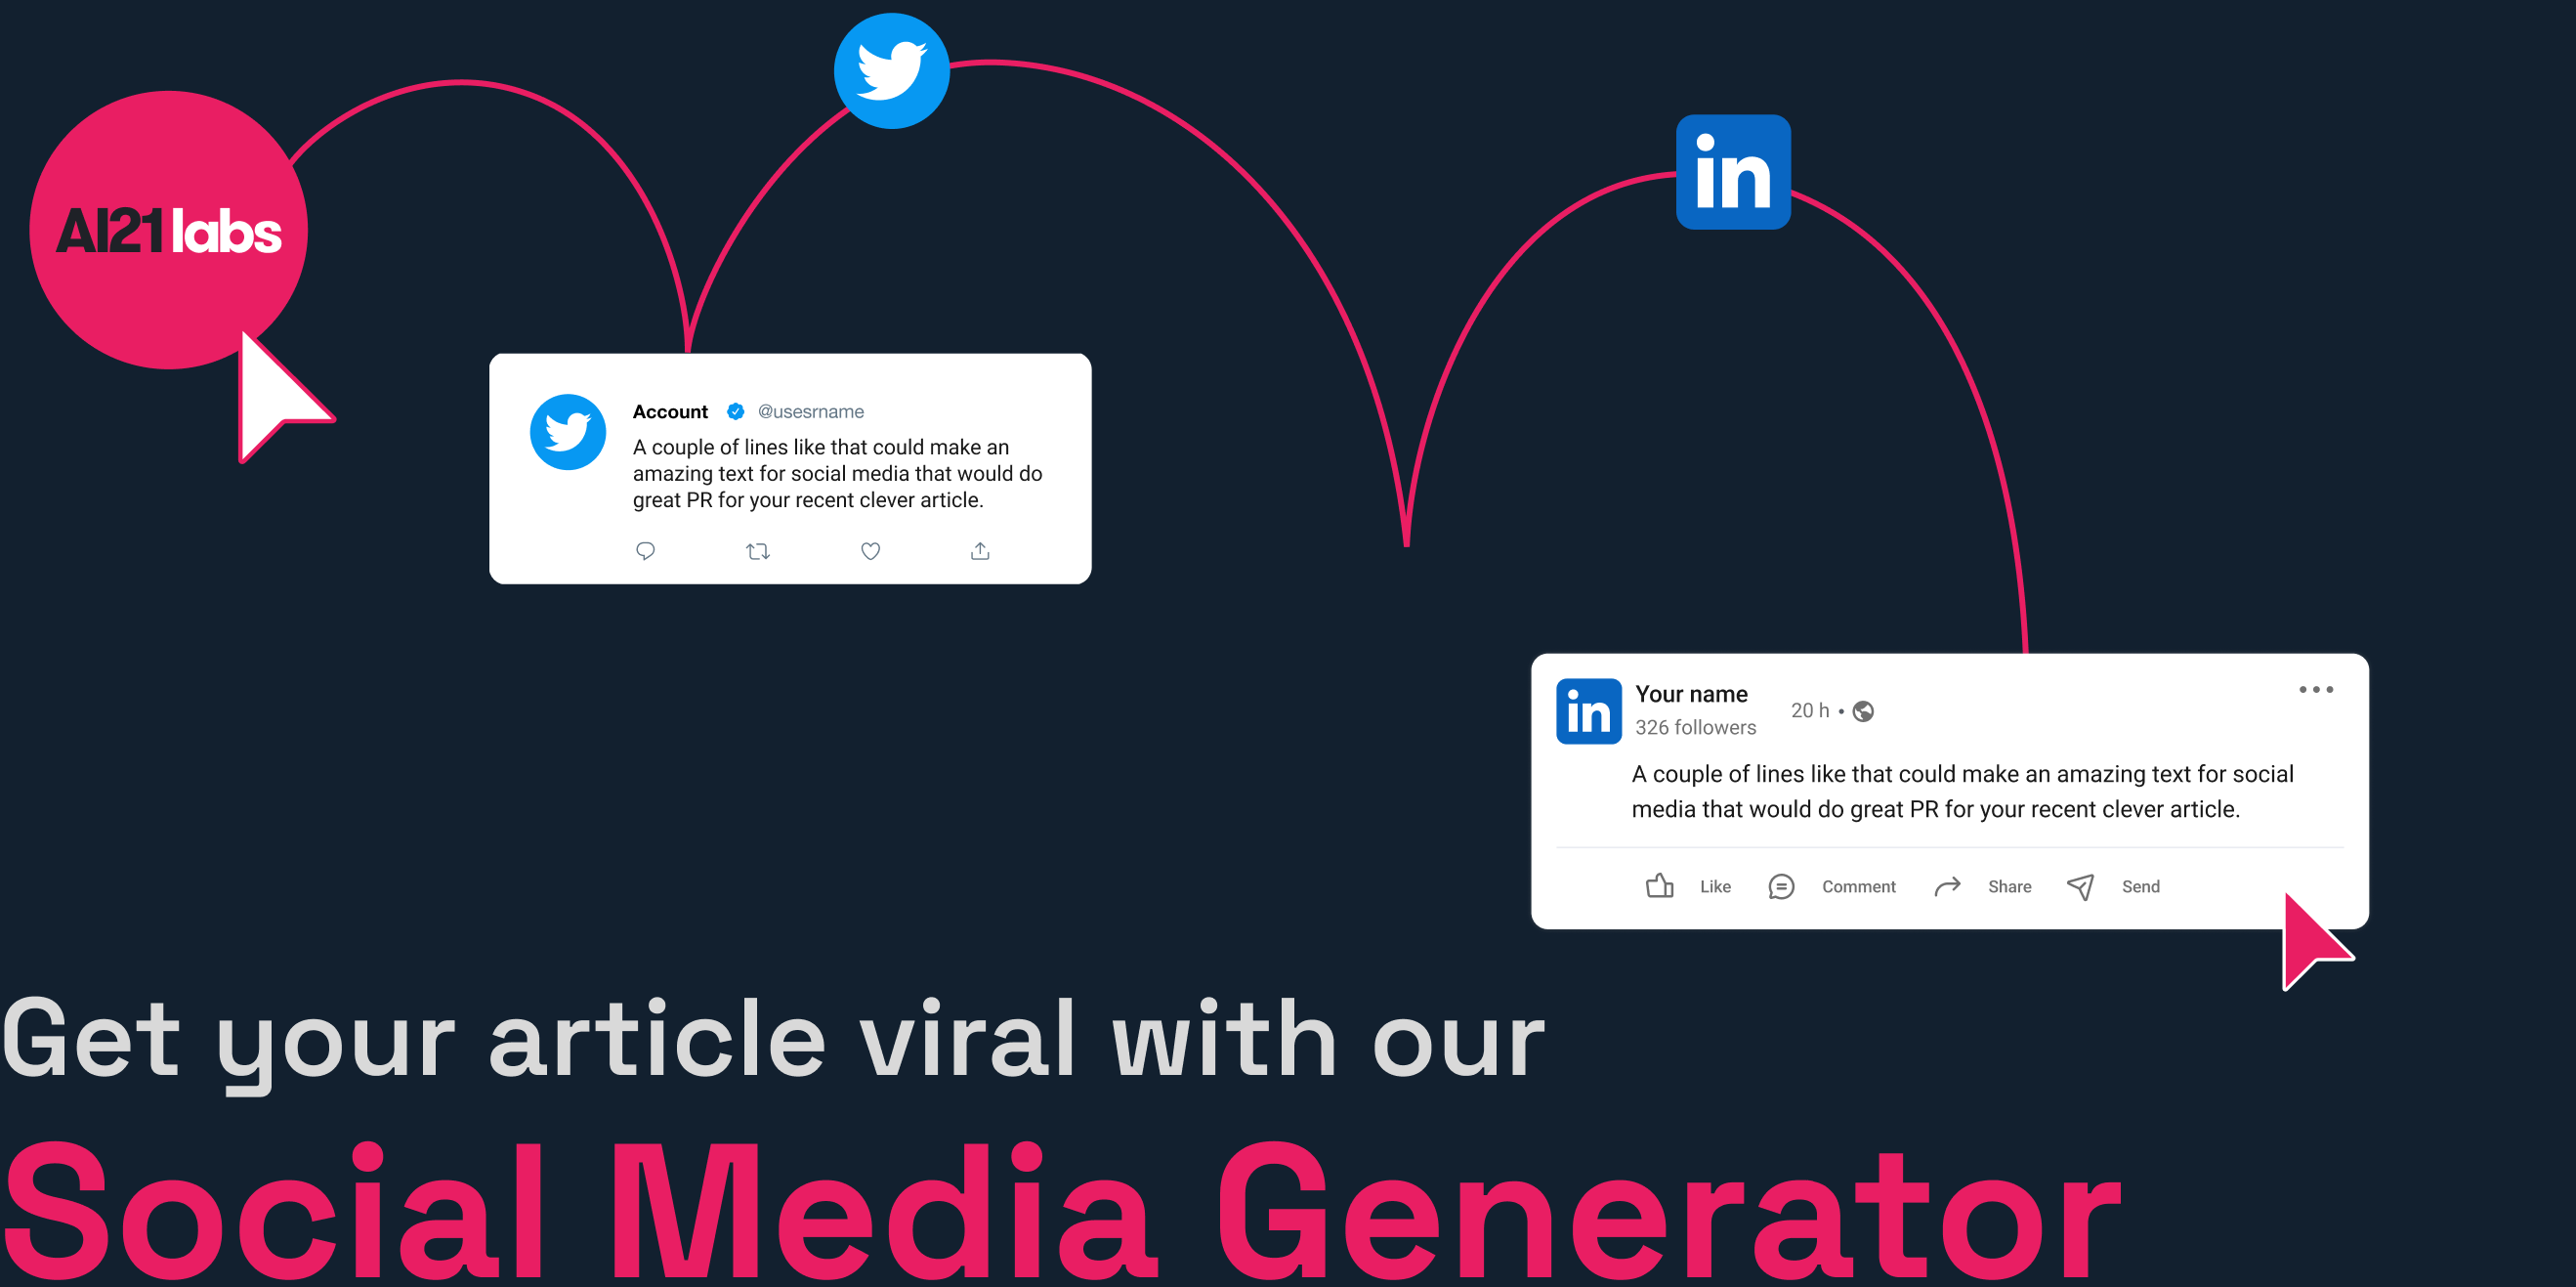 AI21 labs
in
Account @usesrname
A couple of lines like that could make an
amazing text for social media that would do
great PR for your recent clever article.
in
Your name
326 followers
20 h •
A couple of lines like that could make an amazing text for social
media that would do great PR for your recent clever article.
Like Comment Share Send
Get your article viral with our
Social Media Generator